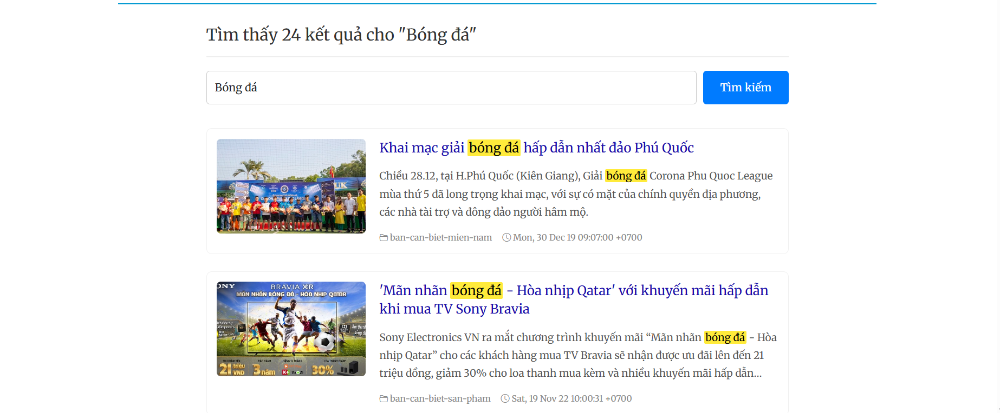 Tìm thấy 24 kết quả cho "Bóng đá"
Bóng đá
Tìm kiếm
Khai mạc giải bóng đá hấp dẫn nhất đảo Phú Quốc
Chiều 28.12, tại H.Phú Quốc (Kiên Giang), Giải bóng đá Corona Phu Quoc League
mùa thứ 5 đã long trọng khai mạc, với sự có mặt của chính quyền địa phương,
các nhà tài trợ và đông đảo người hâm mộ.
ban-can-biet-mien-nam Mon, 30 Dec 19 09:07:00 +0700
BRAVIA XR
MÃN NHÃN BÓNG ĐÁ - HÒA NHỊP QATAR
21 triệu VND
3 năm
K+
30%
'Mãn nhãn bóng đá - Hòa nhịp Qatar' với khuyến mãi hấp dẫn
khi mua TV Sony Bravia
Sony Electronics VN ra mắt chương trình khuyến mãi “Mãn nhãn bóng đá - Hòa
nhịp Qatar” cho các khách hàng mua TV Bravia sẽ nhận được ưu đãi lên đến 21
triệu đồng, giảm 30% cho loa thanh mua kèm và nhiều khuyến mãi hấp dẫn...
ban-can-biet-san-pham Sat, 19 Nov 22 10:00:31 +0700